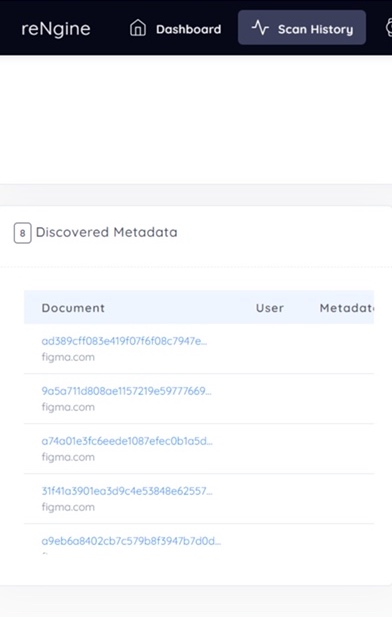 reNgine Dashboard Scan History
8 Discovered Metadata
Document User Metadat
ad389cff083e419f07f6f08c7947e...
figma.com
9a5a711d808ae1157219e59777669...
figma.com
a74a01e3fc6eede1087efec0b1a5d...
figma.com
31f41a3901ea3d9c4e53848e62557...
figma.com
a9eb6a8402cb7c579b8f3947b7d0d...